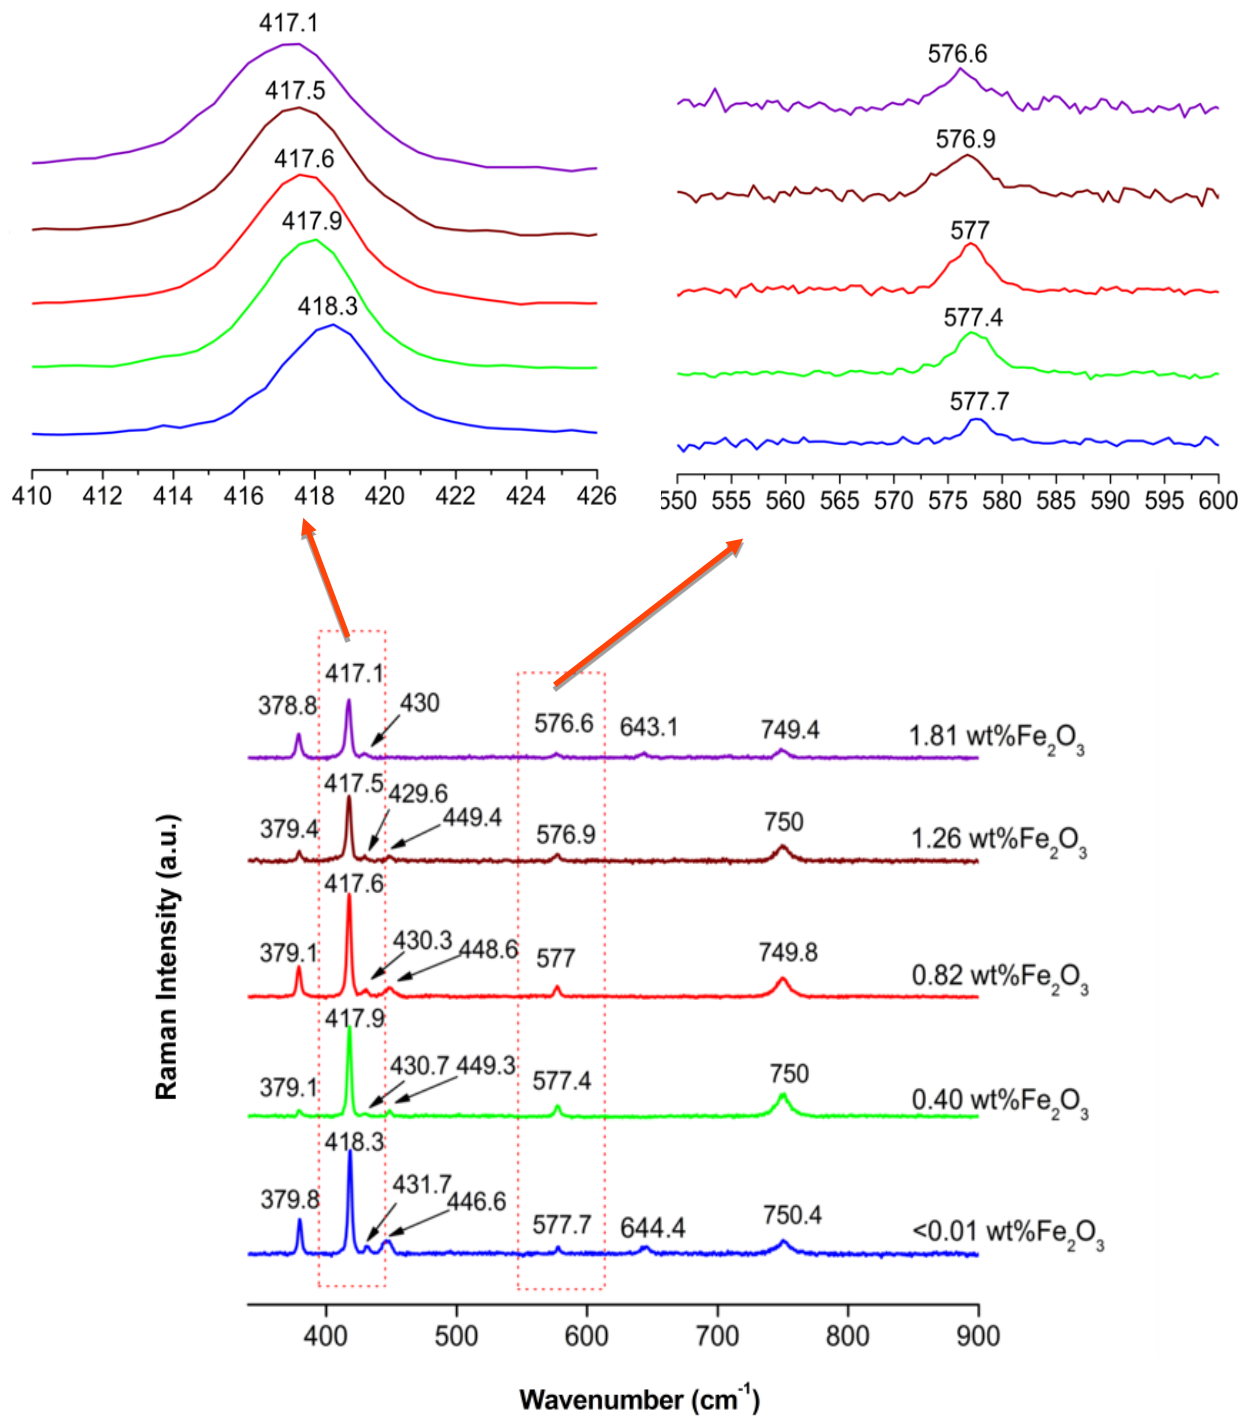 417.1
417.5
417.6
417.9
418.3
410 412 414 416 418 420 422 424 426
576.6
576.9
577
577.4
577.7
550 555 560 565 570 575 580 585 590 595 600
378.8 417.1 430 576.6 643.1 749.4 1.81 wt%Fe₂O₃
379.4 417.5 429.6 449.4 576.9 750 1.26 wt%Fe₂O₃
379.1 417.6 430.3 448.6 577 749.8 0.82 wt%Fe₂O₃
379.1 417.9 430.7 449.3 577.4 750 0.40 wt%Fe₂O₃
379.8 418.3 431.7 446.6 577.7 644.4 750.4 <0.01 wt%Fe₂O₃
Raman Intensity (a.u.)
400 500 600 700 800 900
Wavenumber (cm⁻¹)